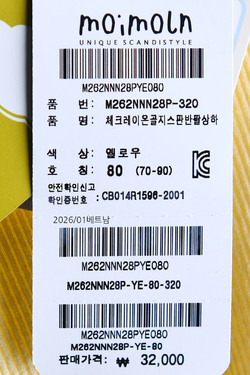 moimoln
UNIQUE SCANDISTYLE
M262NNN28PYE080
품 번: M262NNN28P-320
품 명: 체크레이온골지스판반팔상하
색 상: 옐로우
호 칭: 80 (70-90)
안전확인신고
확인증번호 : CB014R1596-2001
2026/01베트남
M262NNN28PYE080
M262NNN28P-YE-80-320
M262NNN28PYE080
M262NNN28P-YE-80
판매가격: ₩ 32,000